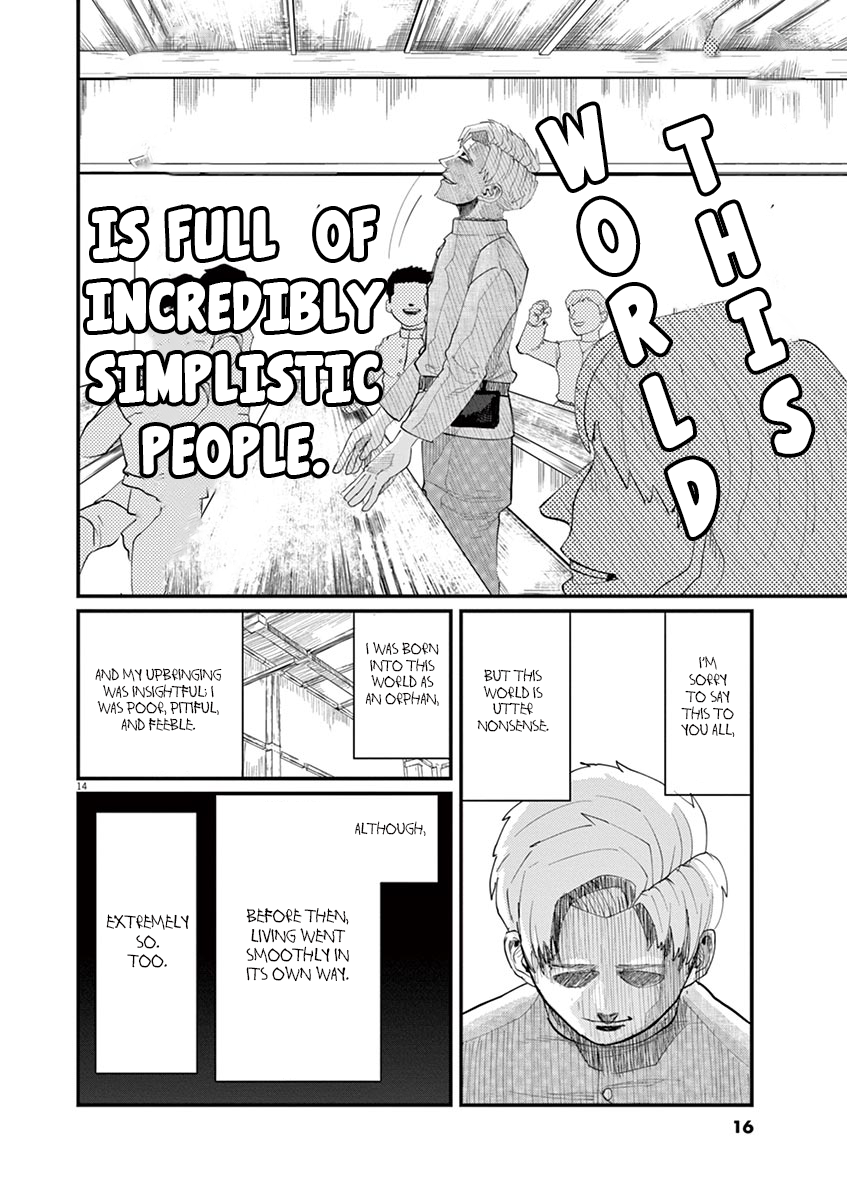 THIS
WORLD
IS FULL OF
INCREDIBLY
SIMPLISTIC
PEOPLE.
I'M
SORRY
TO SAY
THIS TO
YOU ALL,
BUT THIS
WORLD IS
UTTER
NONSENSE.
I WAS BORN
INTO THIS
WORLD AS
AN ORPHAN,
AND MY UPBRINGING
WAS INSIGHTFUL; I
WAS POOR, PITIFUL,
AND FEEBLE.
14
ALTHOUGH,
BEFORE THEN,
LIVING WENT
SMOOTHLY IN
ITS OWN WAY.
EXTREMELY
SO.
TOO.
16